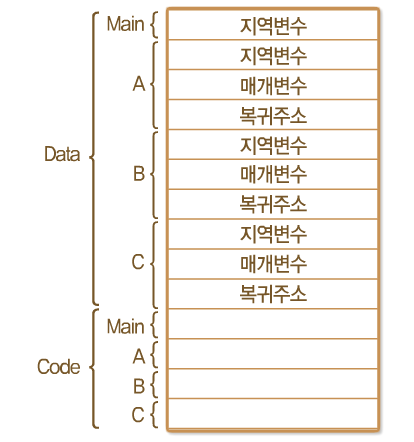 Main 지역변수
지역변수
A 매개변수
복귀주소
지역변수
Data
B 매개변수
복귀주소
지역변수
C 매개변수
복귀주소
Main
Code
A
B
C